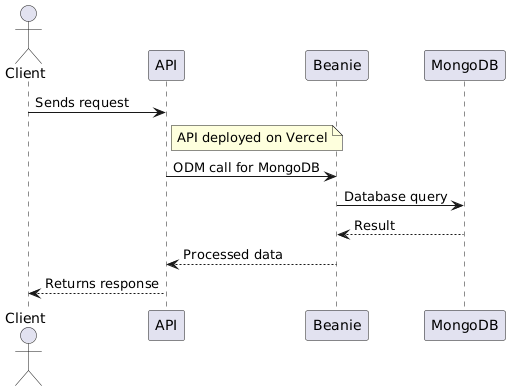 Client
API
Beanie
MongoDB
Sends request
API deployed on Vercel
ODM call for MongoDB
Database query
Result
Processed data
Returns response
Client
API
Beanie
MongoDB